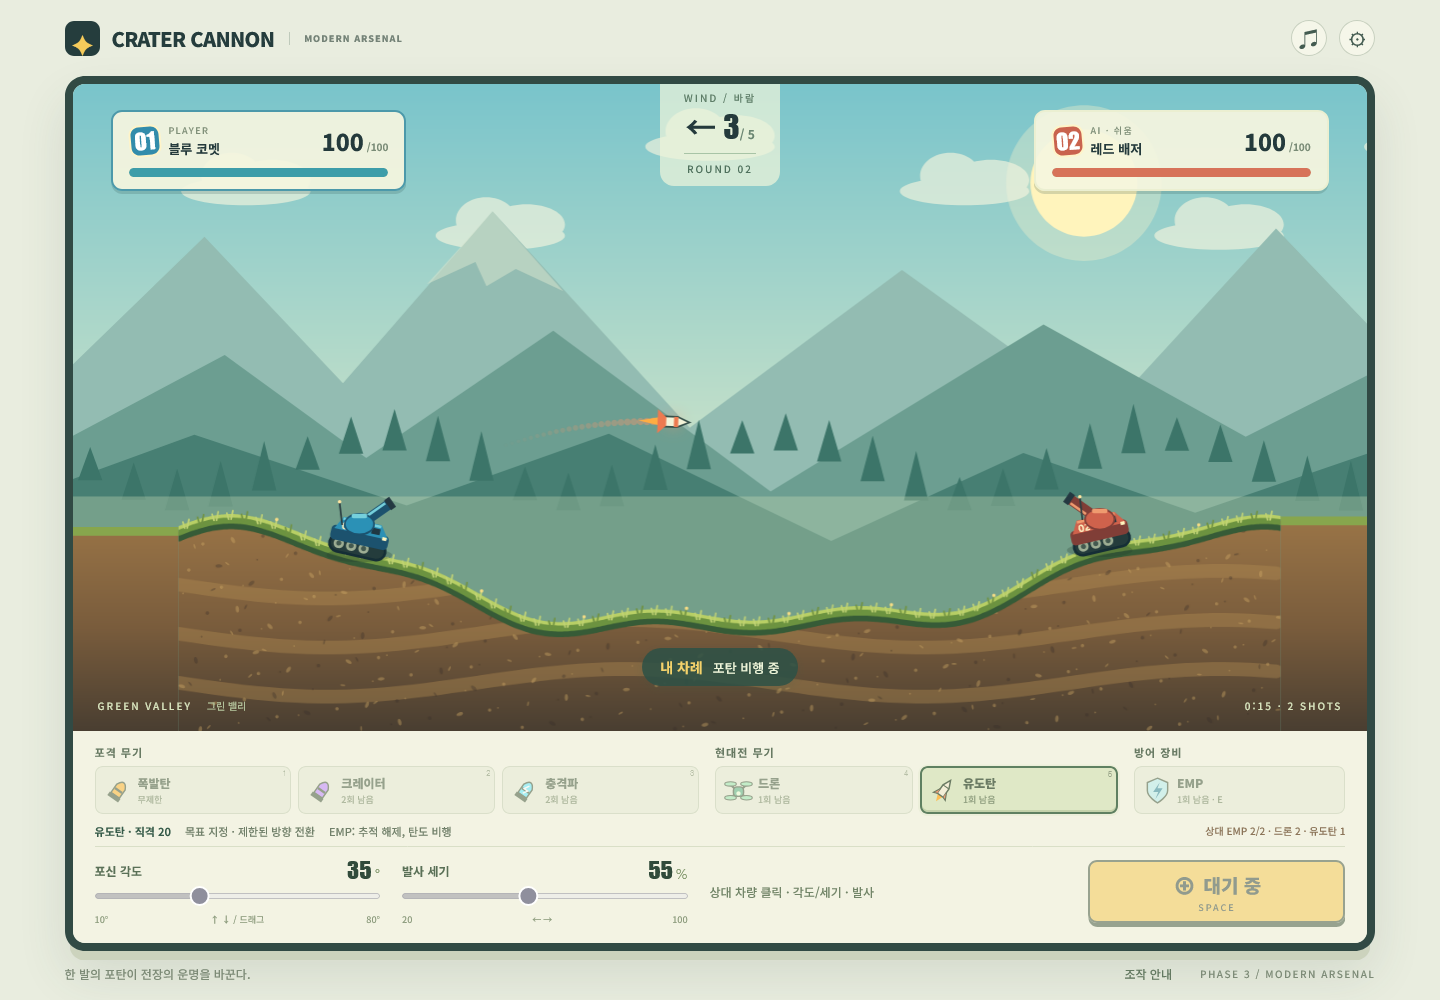 CRATER CANNON
MODERN ARSENAL
01
PLAYER
블루 코멧
100 /100
WIND / 바람
← 3 / 5
ROUND 02
02
AI · 쉬움
레드 배저
100 /100
내 차례 포탄 비행 중
GREEN VALLEY 그린 밸리
0:15 · 2 SHOTS
포격 무기
폭발탄
무제한
1
크레이터
2회 남음
2
충격파
2회 남음
3
현대전 무기
드론
1회 남음
4
유도탄
1회 남음
5
방어 장비
EMP
1회 남음 · E
유도탄 · 직격 20 목표 지정 · 제한된 방향 전환 EMP: 추적 해제, 탄도 비행
상대 EMP 2/2 · 드론 2 · 유도탄 1
포신 각도 35 °
10° ↑ ↓ / 드래그 80°
발사 세기 55 %
20 ←→ 100
상대 차량 클릭 · 각도/세기 · 발사
대기 중
SPACE
한 발의 포탄이 전장의 운명을 바꾼다.
조작 안내
PHASE 3 / MODERN ARSENAL